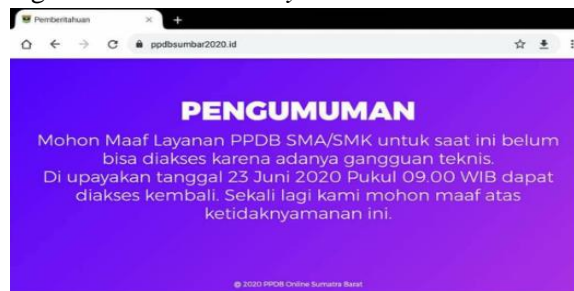 Pemberitahuan
ppdbsumbar2020.id
PENGUMUMAN
Mohon Maaf Layanan PPDB SMA/SMK untuk saat ini belum
bisa diakses karena adanya gangguan teknis.
Di upayakan tanggal 23 Juni 2020 Pukul 09.00 WIB dapat
diakses kembali. Sekali lagi kami mohon maaf atas
ketidaknyamanan ini.
@ 2020 PPDB Online Sumatra Barat